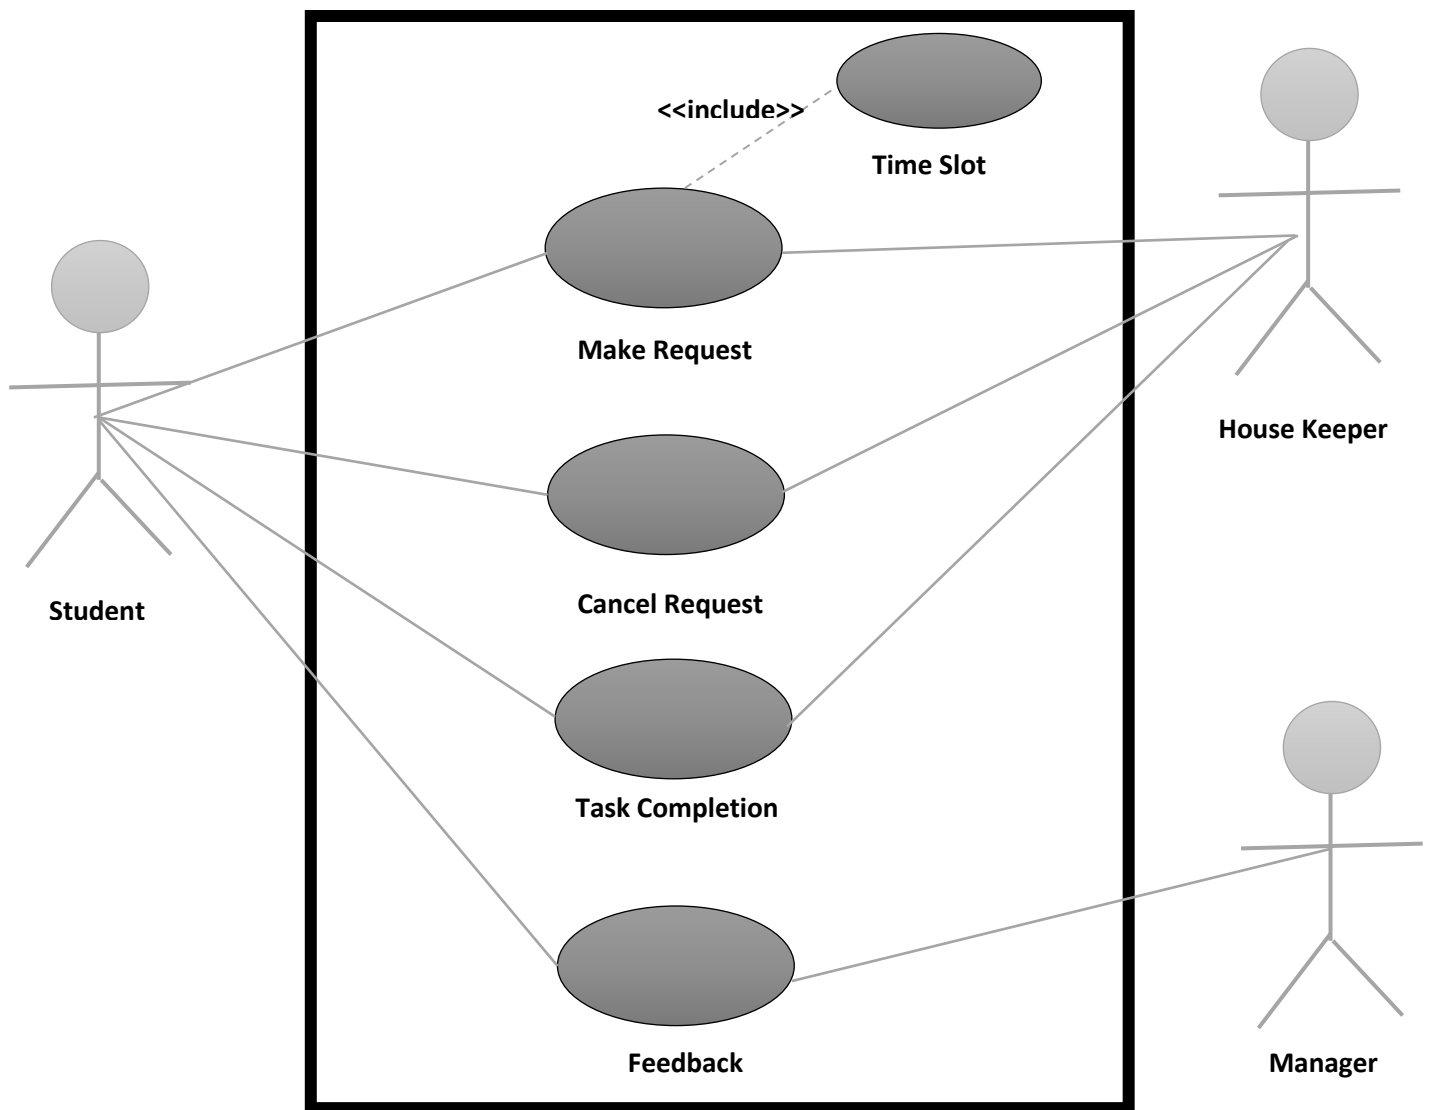 <<include>>
Time Slot
Make Request
House Keeper
Cancel Request
Student
Task Completion
Feedback
Manager